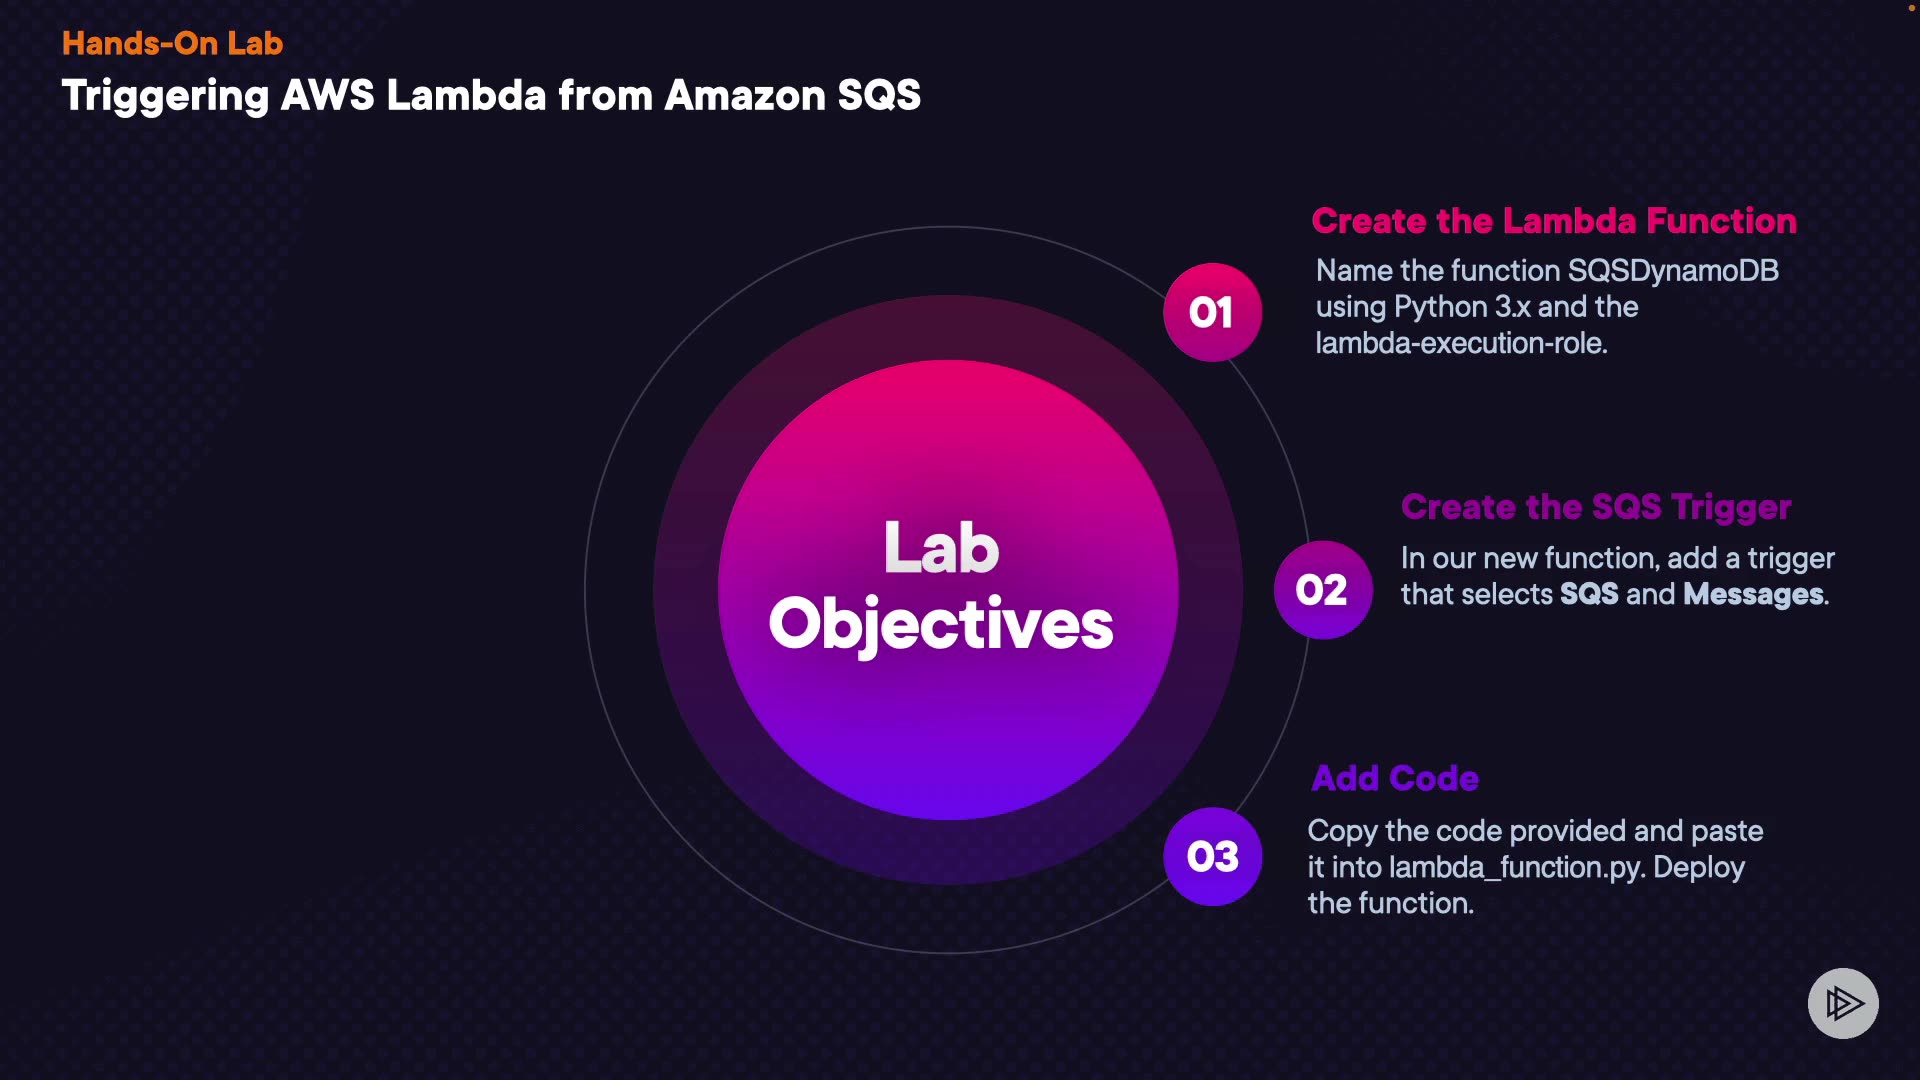 Hands-On Lab
Triggering AWS Lambda from Amazon SQS
Lab
Objectives
01
Create the Lambda Function
Name the function SQSDynamoDB
using Python 3.x and the
lambda-execution-role.
02
Create the SQS Trigger
In our new function, add a trigger
that selects SQS and Messages.
03
Add Code
Copy the code provided and paste
it into lambda_function.py. Deploy
the function.